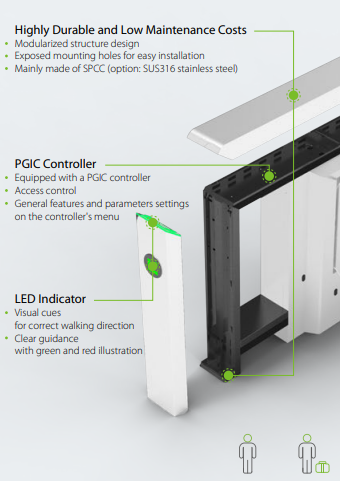 Highly Durable and Low Maintenance Costs
• Modularized structure design
• Exposed mounting holes for easy installation
• Mainly made of SPCC (option: SUS316 stainless steel)
PGIC Controller
• Equipped with a PGIC controller
• Access control
• General features and parameters settings
on the controller's menu
LED Indicator
• Visual cues
for correct walking direction
• Clear guidance
with green and red illustration